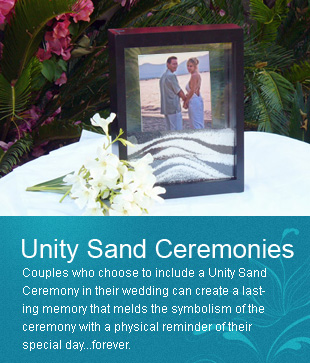 Unity Sand Ceremonies
Couples who choose to include a Unity Sand
Ceremony in their wedding can create a last-
ing memory that melds the symbolism of the
ceremony with a physical reminder of their
special day...forever.